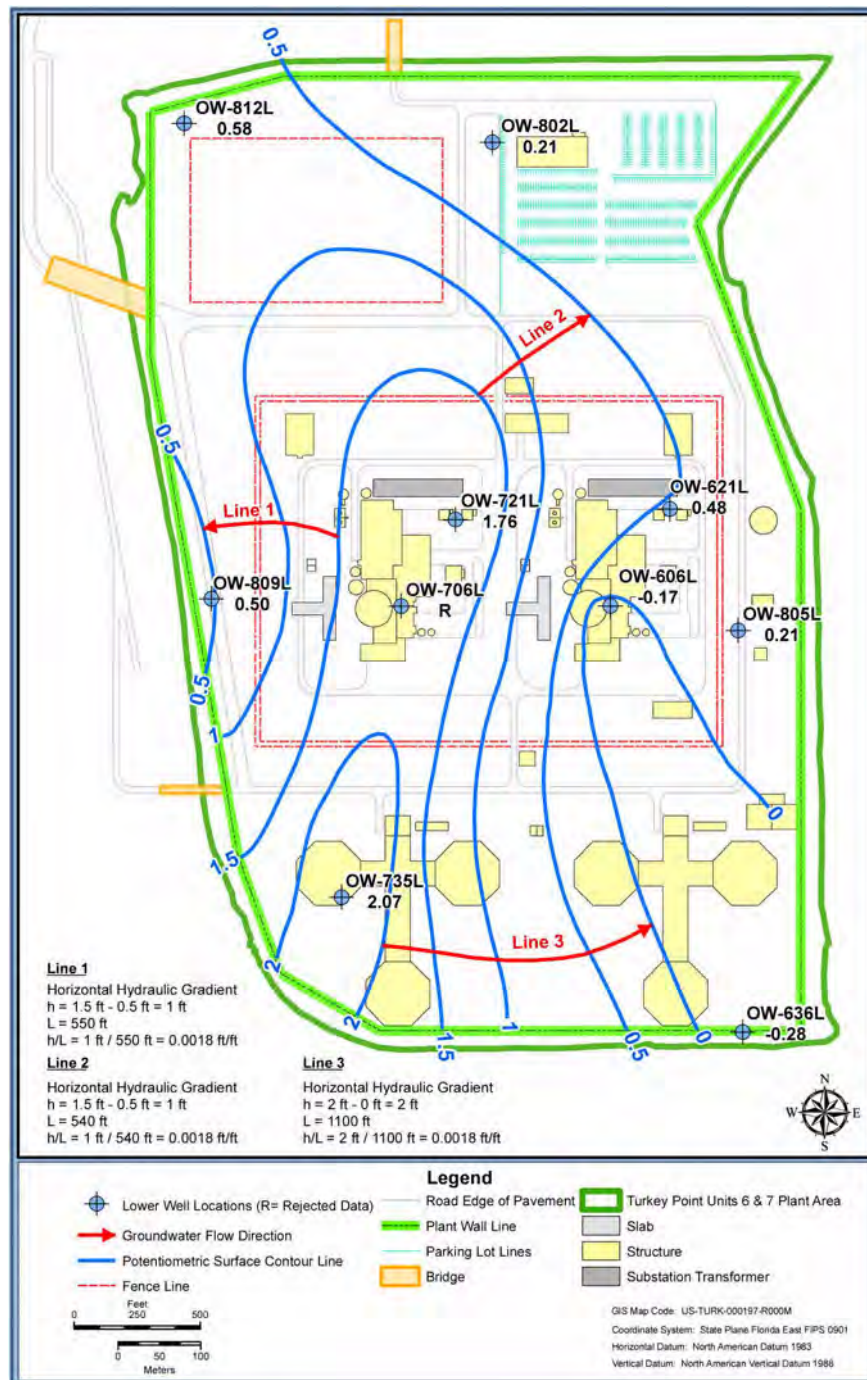 0.5
OW-812L
0.58
OW-802L
0.21
Line 2
0.5
OW-721L
1.76
OW-621L
0.48
Line 1
OW-809L
0.50
OW-706L
R
OW-606L
-0.17
OW-805L
0.21
0.5
1
1.5
0
OW-735L
2.07
Line 3
2
2
1.5
1
0.5
0
OW-636L
-0.28
Line 1
Horizontal Hydraulic Gradient
h = 1.5 ft - 0.5 ft = 1 ft
L = 550 ft
h/L = 1 ft / 550 ft = 0.0018 ft/ft
Line 2
Horizontal Hydraulic Gradient
h = 1.5 ft - 0.5 ft = 1 ft
L = 540 ft
h/L = 1 ft / 540 ft = 0.0018 ft/ft
Line 3
Horizontal Hydraulic Gradient
h = 2 ft - 0 ft = 2 ft
L = 1100 ft
h/L = 2 ft / 1100 ft = 0.0018 ft/ft
N
W E
S
Legend
Lower Well Locations (R= Rejected Data)
Groundwater Flow Direction
Potentiometric Surface Contour Line
Fence Line
Road Edge of Pavement
Plant Wall Line
Parking Lot Lines
Bridge
Turkey Point Units 6 & 7 Plant Area
Slab
Structure
Substation Transformer
Feet
0 250 500
0 50 100
Meters
GIS Map Code: US-TURK-000197-R000M
Coordinate System: State Plane Florida East FIPS 0901
Horizontal Datum: North American Datum 1983
Vertical Datum: North American Vertical Datum 1988